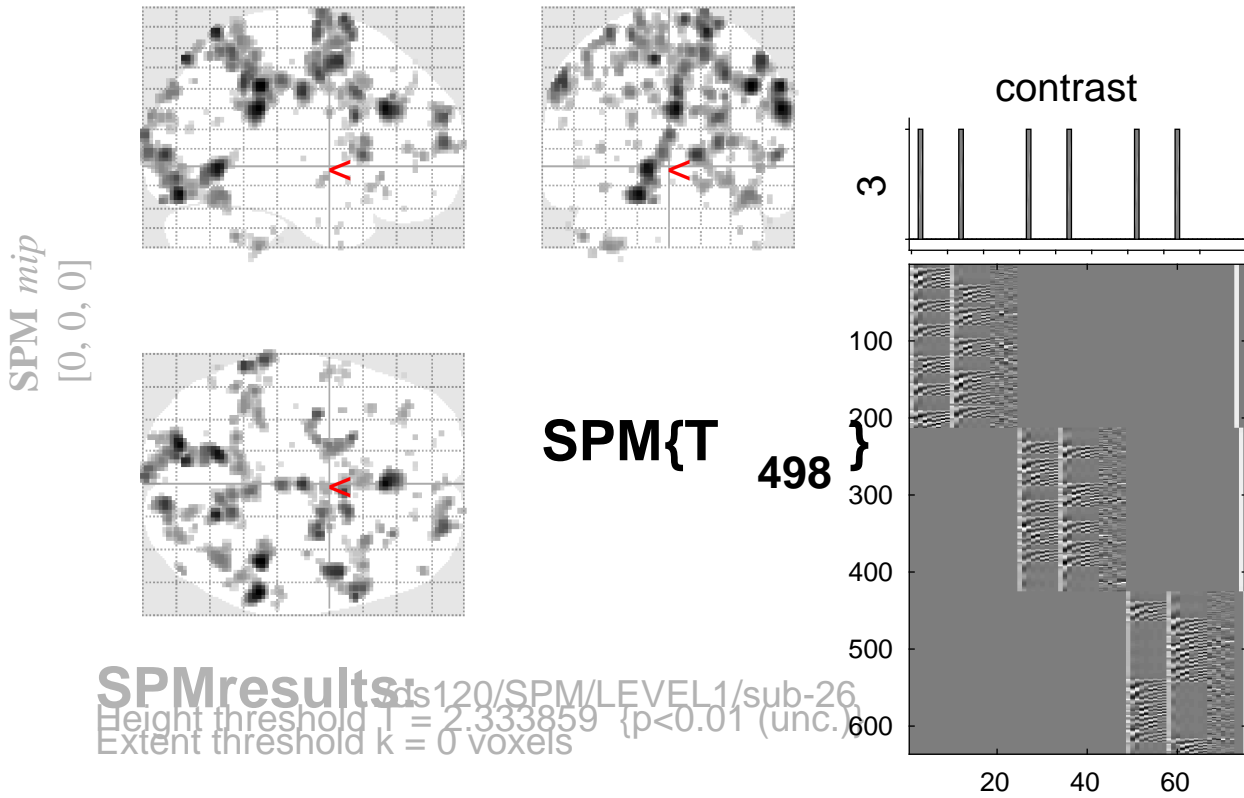 SPM mip
[0, 0, 0]
<
<
<
SPM{T498}
contrast
3
100
200
300
400
500
600
20
40
60
SPMresults: /ds120/SPM/LEVEL1/sub-26
Height threshold T = 2.333859 {p<0.01 (unc.)}
Extent threshold k = 0 voxels